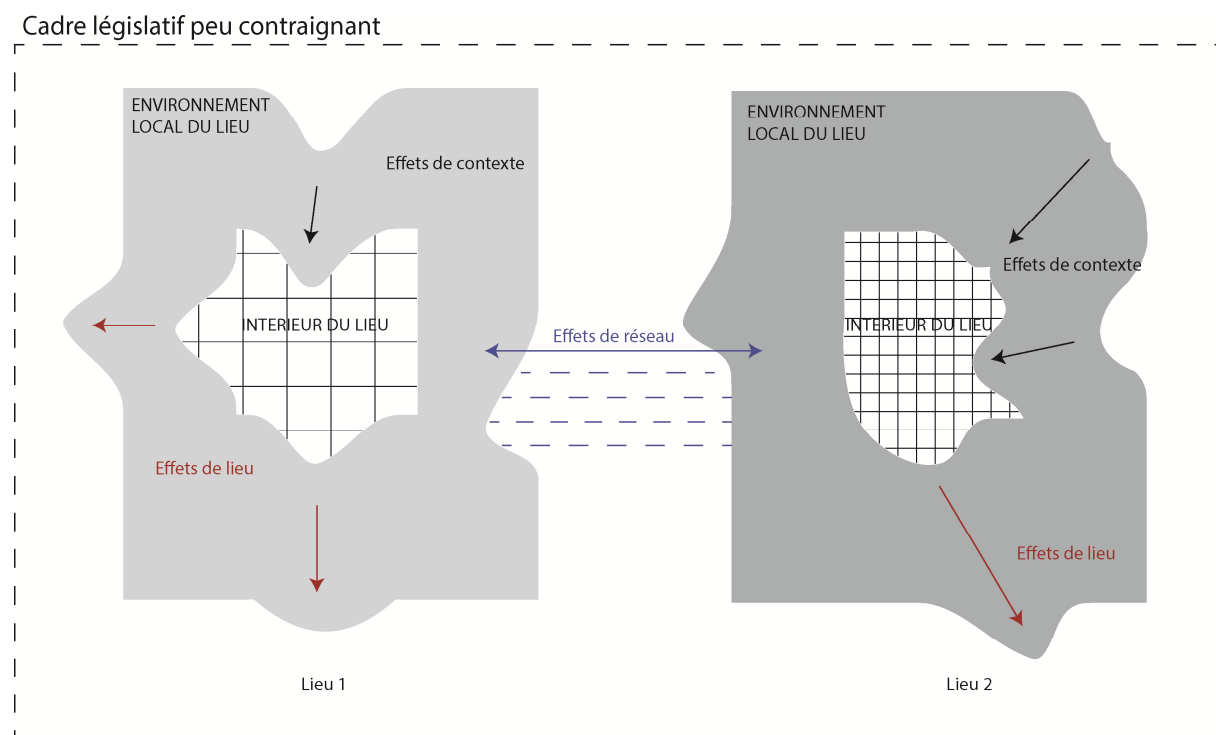 Cadre législatif peu contraignant
ENVIRONNEMENT
LOCAL DU LIEU
Effets de contexte
INTERIEUR DU LIEU
Effets de lieu
Lieu 1
Effets de réseau
ENVIRONNEMENT
LOCAL DU LIEU
Effets de contexte
INTERIEUR DU LIEU
Effets de lieu
Lieu 2